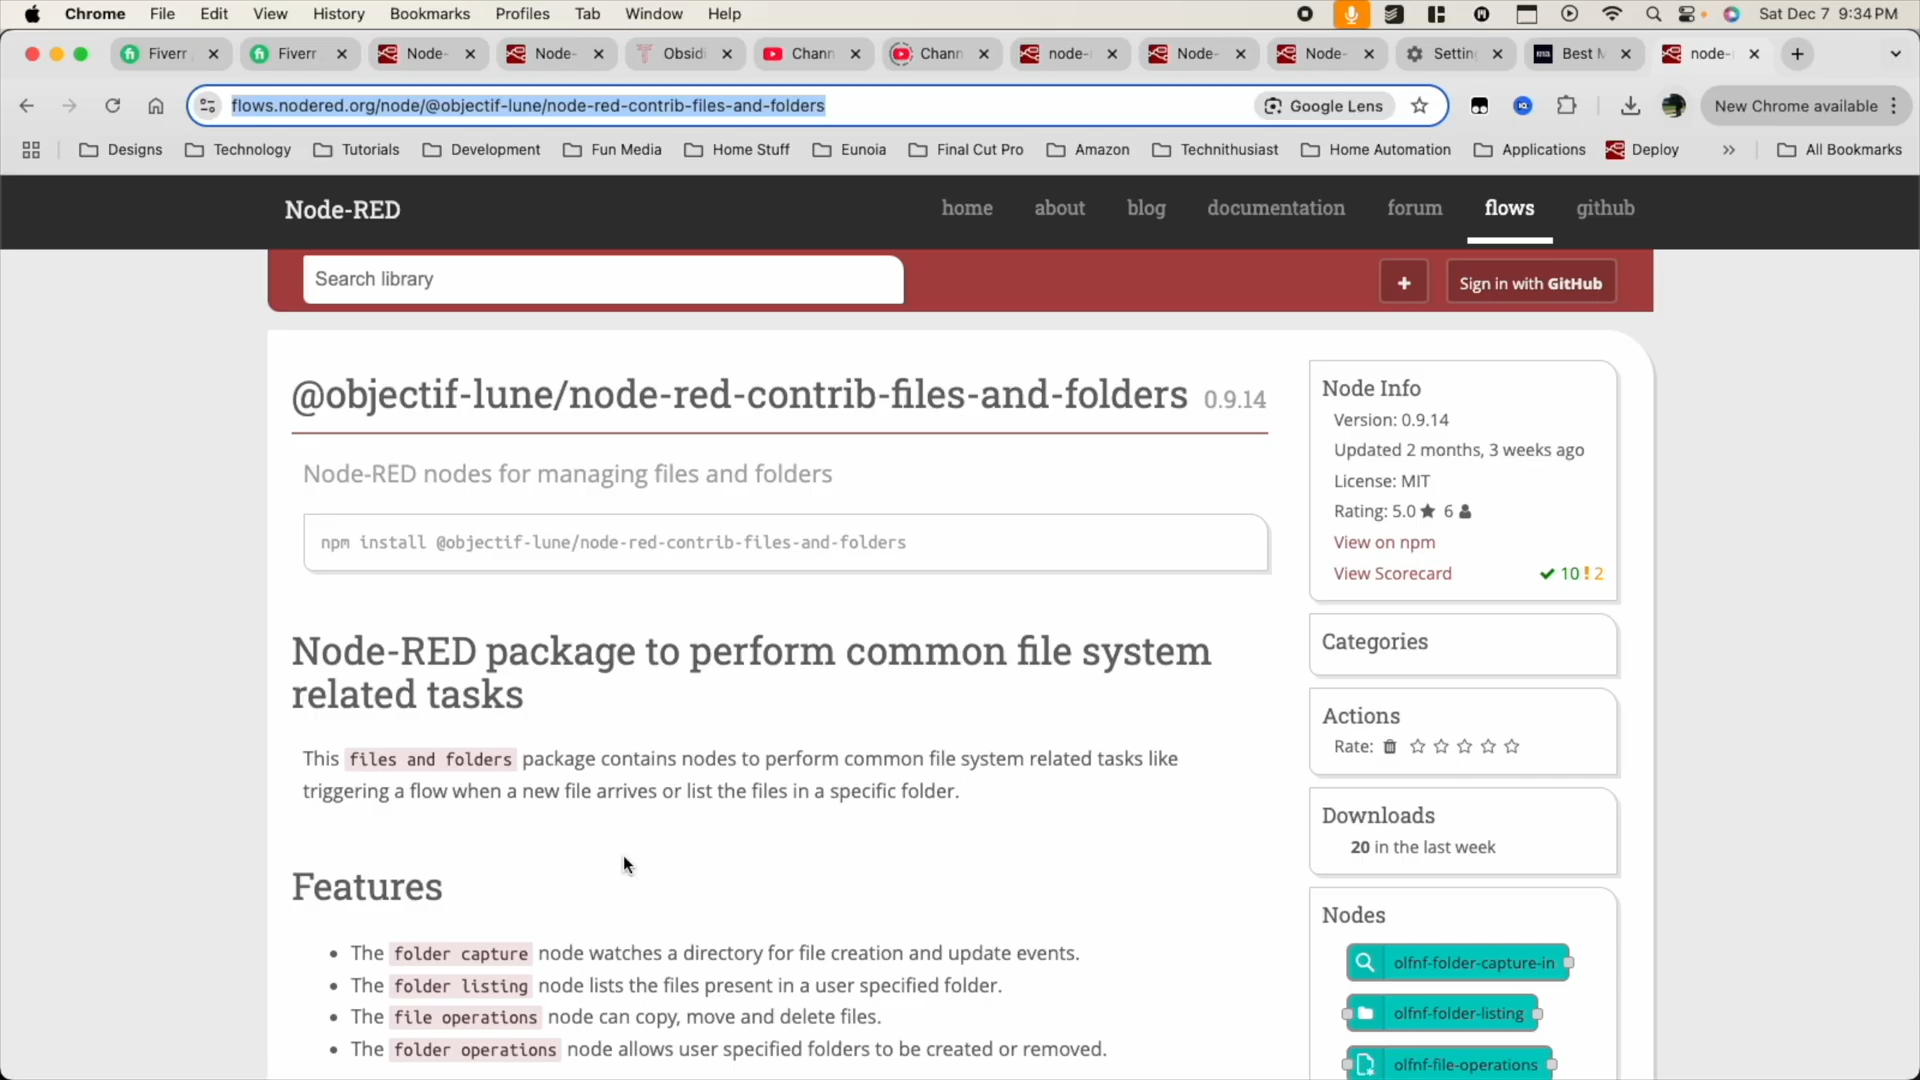 Chrome File Edit View History Bookmarks Profiles Tab Window Help Sat Dec 7 9:34 PM
Fiverr Fiverr Node- Node- Obsidi Chann Chann node- Node- Node- Settin Best M node-
flows.nodered.org/node/@objectif-lune/node-red-contrib-files-and-folders Google Lens New Chrome available
Designs Technology Tutorials Development Fun Media Home Stuff Eunoia Final Cut Pro Amazon Technithusiast Home Automation Applications Deploy » All Bookmarks
Node-RED home about blog documentation forum flows github
Search library + Sign in with GitHub
@objectif-lune/node-red-contrib-files-and-folders 0.9.14
Node-RED nodes for managing files and folders
npm install @objectif-lune/node-red-contrib-files-and-folders
Node-RED package to perform common file system
related tasks
This files and folders package contains nodes to perform common file system related tasks like
triggering a flow when a new file arrives or list the files in a specific folder.
Features
• The folder capture node watches a directory for file creation and update events.
• The folder listing node lists the files present in a user specified folder.
• The file operations node can copy, move and delete files.
• The folder operations node allows user specified folders to be created or removed.
Node Info
Version: 0.9.14
Updated 2 months, 3 weeks ago
License: MIT
Rating: 5.0 6
View on npm
View Scorecard 10 ! 2
Categories
Actions
Rate:
Downloads
20 in the last week
Nodes
olfnf-folder-capture-in
olfnf-folder-listing
olfnf-file-operations